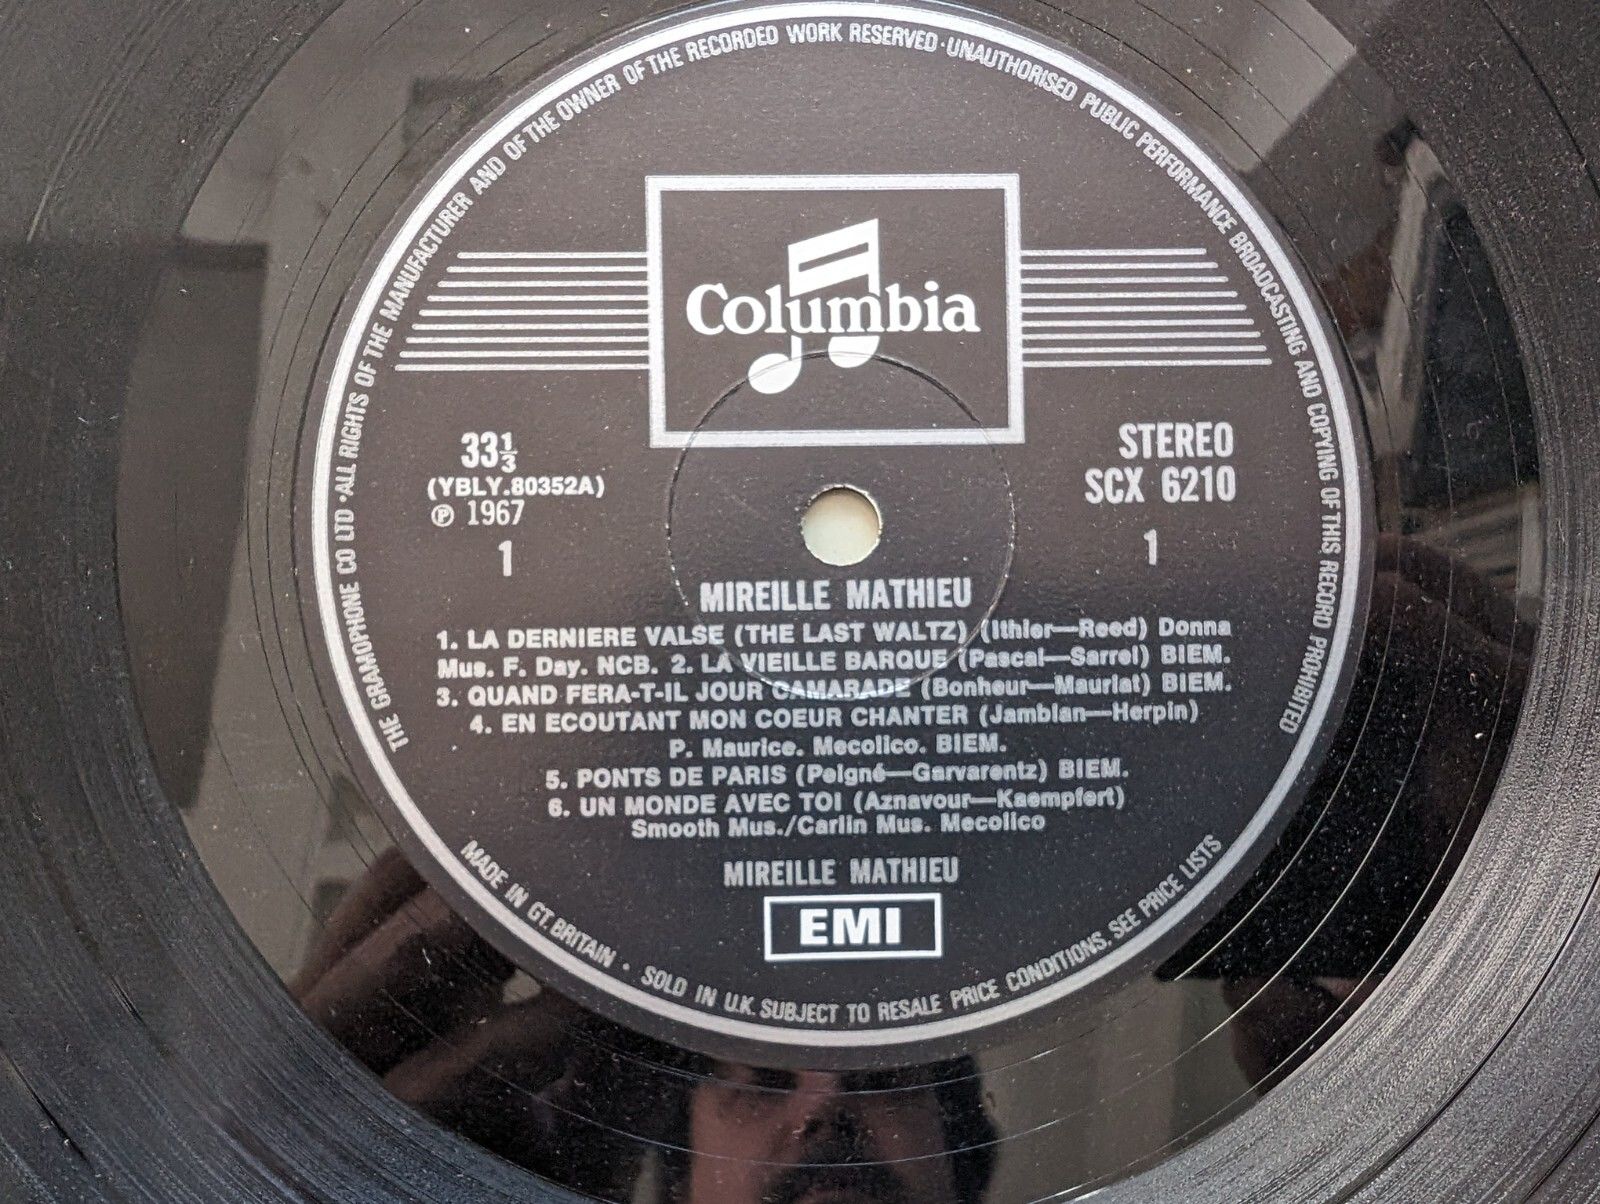 THE GRAMOPHONE CO LTD · ALL RIGHTS OF THE MANUFACTURER AND OF THE OWNER OF THE RECORDED WORK RESERVED · UNAUTHORISED PUBLIC PERFORMANCE BROADCASTING AND COPYING OF THIS RECORD PROHIBITED
Columbia
33⅓
(YBLY.80352A)
℗ 1967
1
STEREO
SCX 6210
1
MIREILLE MATHIEU
1. LA DERNIERE VALSE (THE LAST WALTZ) (Ithier—Reed) Donna
Mus. F. Day. NCB. 2. LA VIEILLE BARQUE (Pascal—Sarrel) BIEM.
3. QUAND FERA-T-IL JOUR CAMARADE (Bonheur—Mauriat) BIEM.
4. EN ECOUTANT MON COEUR CHANTER (Jamblan—Herpin)
P. Maurice. Mecolico. BIEM.
5. PONTS DE PARIS (Peigné—Garvarentz) BIEM.
6. UN MONDE AVEC TOI (Aznavour—Kaempfert)
Smooth Mus./Carlin Mus. Mecolico
MIREILLE MATHIEU
EMI
MADE IN GT. BRITAIN · SOLD IN U.K. SUBJECT TO RESALE PRICE CONDITIONS, SEE PRICE LISTS